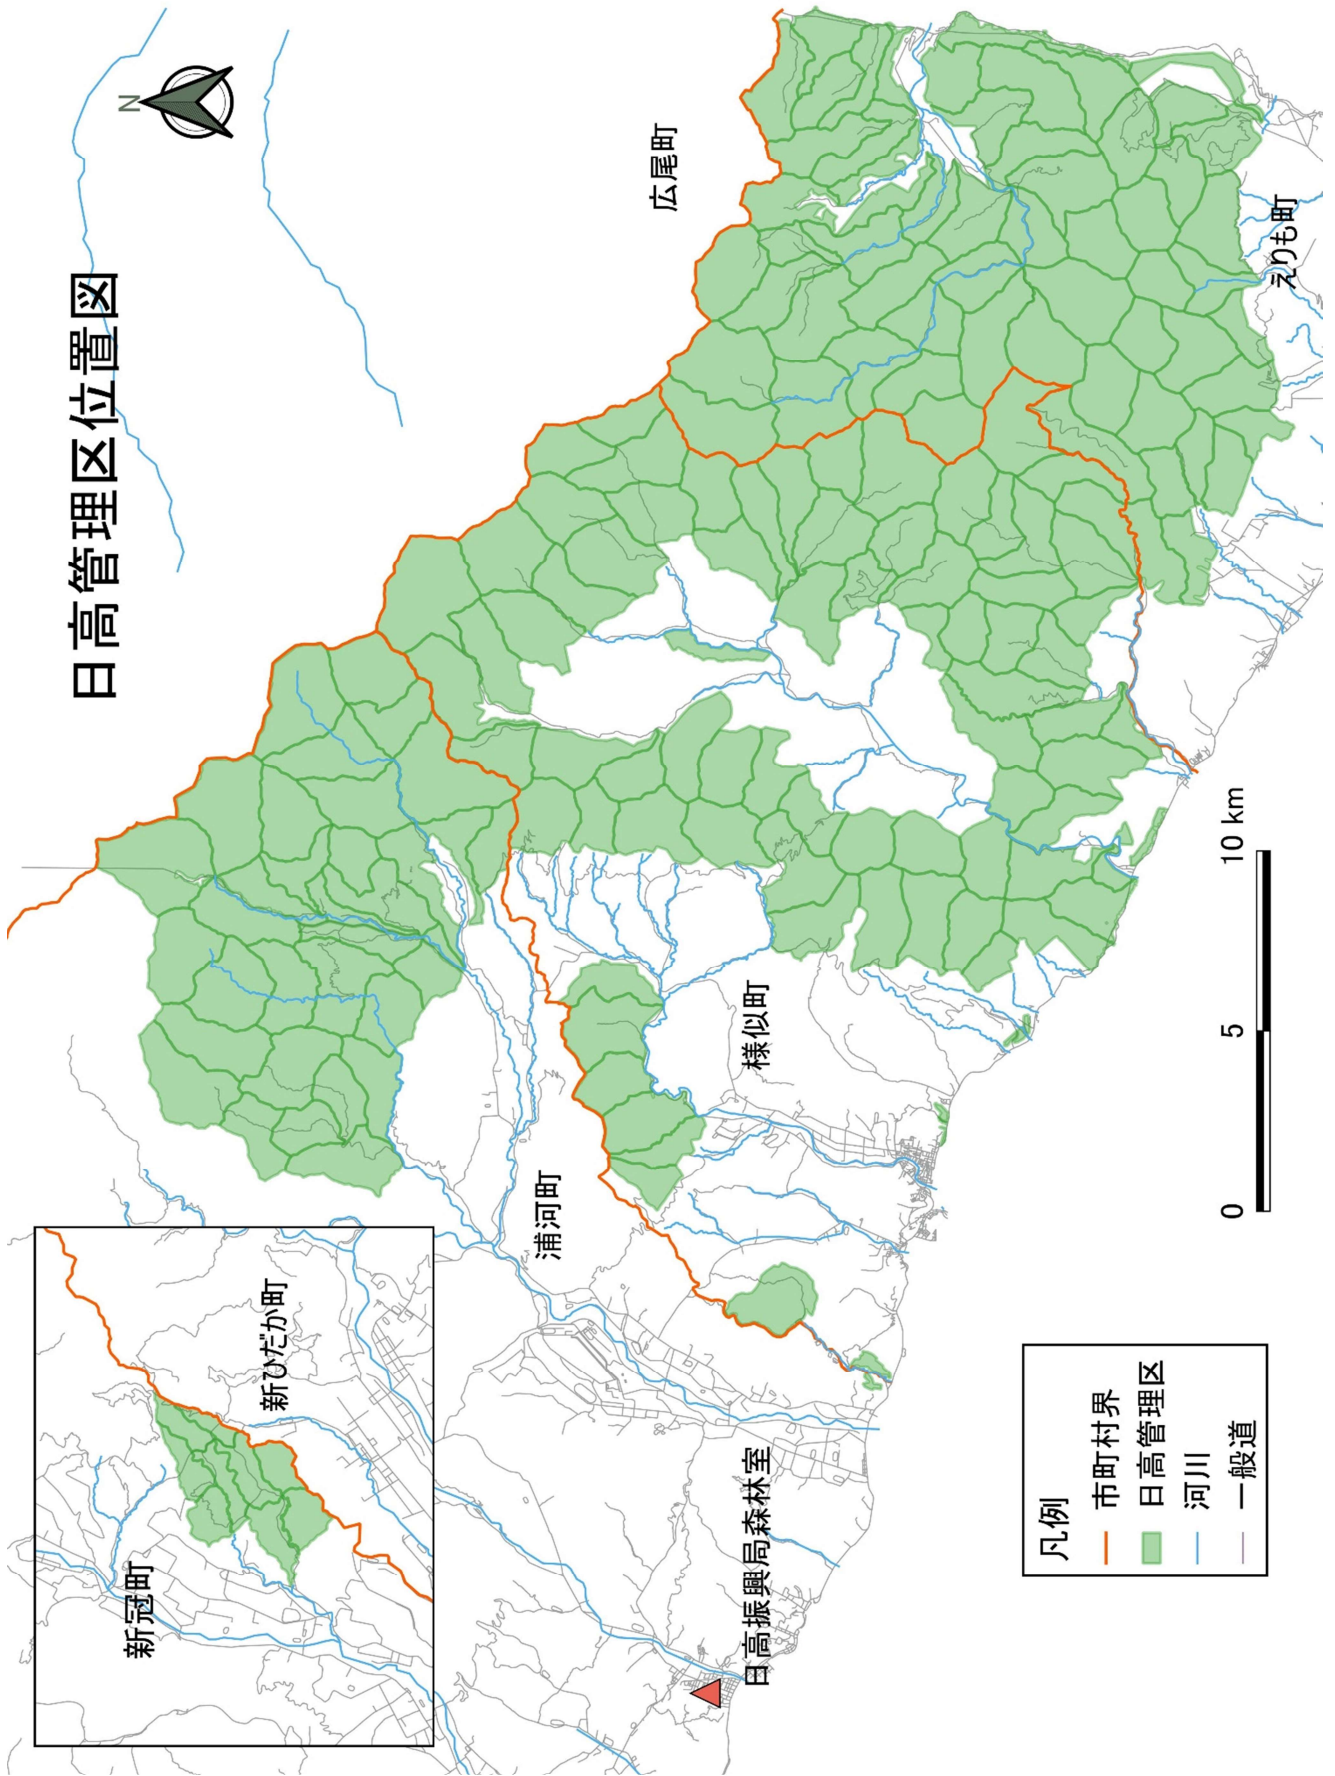 日高管理区位置図
N
広尾町
えりも町
様似町
浦河町
新ひだか町
新冠町
日高振興局森林室
0 5 10 km
凡例
市町村界
日高管理区
河川
一般道